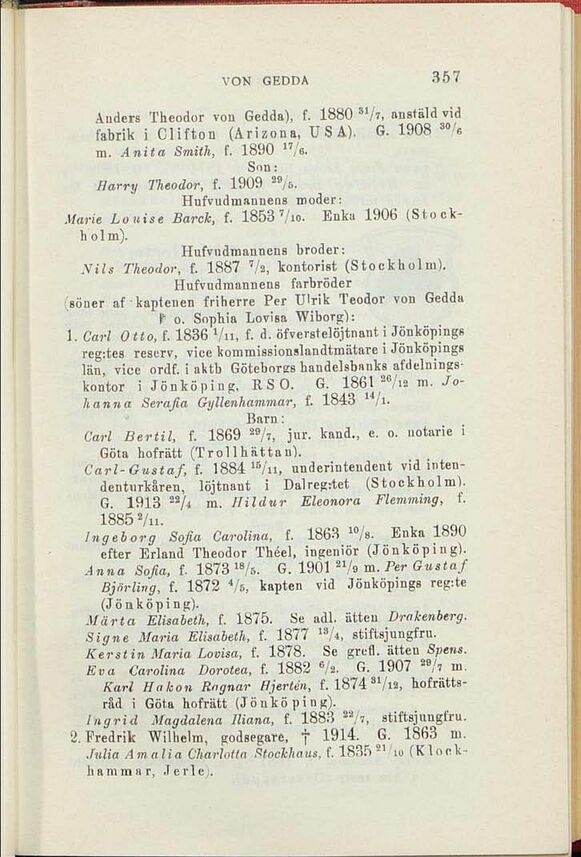 VON GEDDA 357
Anders Theodor von Gedda), f. 1880 31/7, anställd vid
fabrik i Clifton (Arizona, USA). G. 1908 30/6
m. Anita Smith, f. 1890 17/6.
Son:
Harry Theodor, f. 1909 29/5.
Hufvudmannens moder:
Marie Louise Barck, f. 1853 7/10. Enka 1906 (Stock-
holm).
Hufvudmannens broder:
Nils Theodor, f. 1887 7/2, kontorist (Stockholm).
Hufvudmannens farbröder
(söner af kaptenen friherre Per Ulrik Teodor von Gedda
o. Sophia Lovisa Wiborg):
1. Carl Otto, f. 1836 1/11, f. d. öfverstelöjtnant i Jönköpings
reg:tes reserv, vice kommissionslandtmätare i Jönköpings
län, vice ordf. i aktb Göteborgs handelsbanks afdelnings-
kontor i Jönköping, RSO. G. 1861 26/12 m. Jo-
hanna Serafia Gyllenhammar, f. 1843 14/1.
Barn:
Carl Bertil, f. 1869 29/7, jur. kand., e. o. notarie i
Göta hofrätt (Trollhättan).
Carl-Gustaf, f. 1884 15/11, underintendent vid inten-
denturkåren, löjtnant i Dalreg:tet (Stockholm).
G. 1913 22/4 m. Hildur Eleonora Flemming, f.
1885 2/11.
Ingeborg Sofia Carolina, f. 1863 10/8. Enka 1890
efter Erland Theodor Théel, ingeniör (Jönköping).
Anna Sofia, f. 1873 18/5. G. 1901 21/9 m. Per Gustaf
Björling, f. 1872 4/5, kapten vid Jönköpings reg:te
(Jönköping).
Märta Elisabeth, f. 1875. Se adl. ätten Drakenberg.
Signe Maria Elisabeth, f. 1877 13/4, stiftsjungfru.
Kerstin Maria Lovisa, f. 1878. Se grefl. ätten Spens.
Eva Carolina Dorotea, f. 1882 6/2. G. 1907 29/7 m.
Karl Hakon Ragnar Hjertén, f. 1874 31/12, hofrätts-
råd i Göta hofrätt (Jönköping).
Ingrid Magdalena Iliana, f. 1883 22/7, stiftsjungfru.
2. Fredrik Wilhelm, godsegare, † 1914. G. 1863 m.
Julia Amalia Charlotta Stockhaus, f. 1835 21/10 (Klock-
hammar, Jerle).